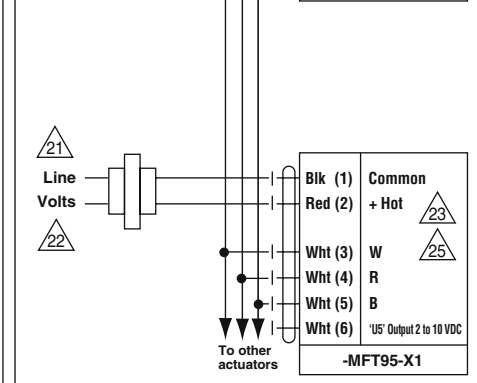 21
Line
Volts
22
Blk (1) Common
Red (2) + Hot
23
Wht (3) W
25
Wht (4) R
Wht (5) B
Wht (6) 'U5' Output 2 to 10 VDC
To other
actuators
-MFT95-X1